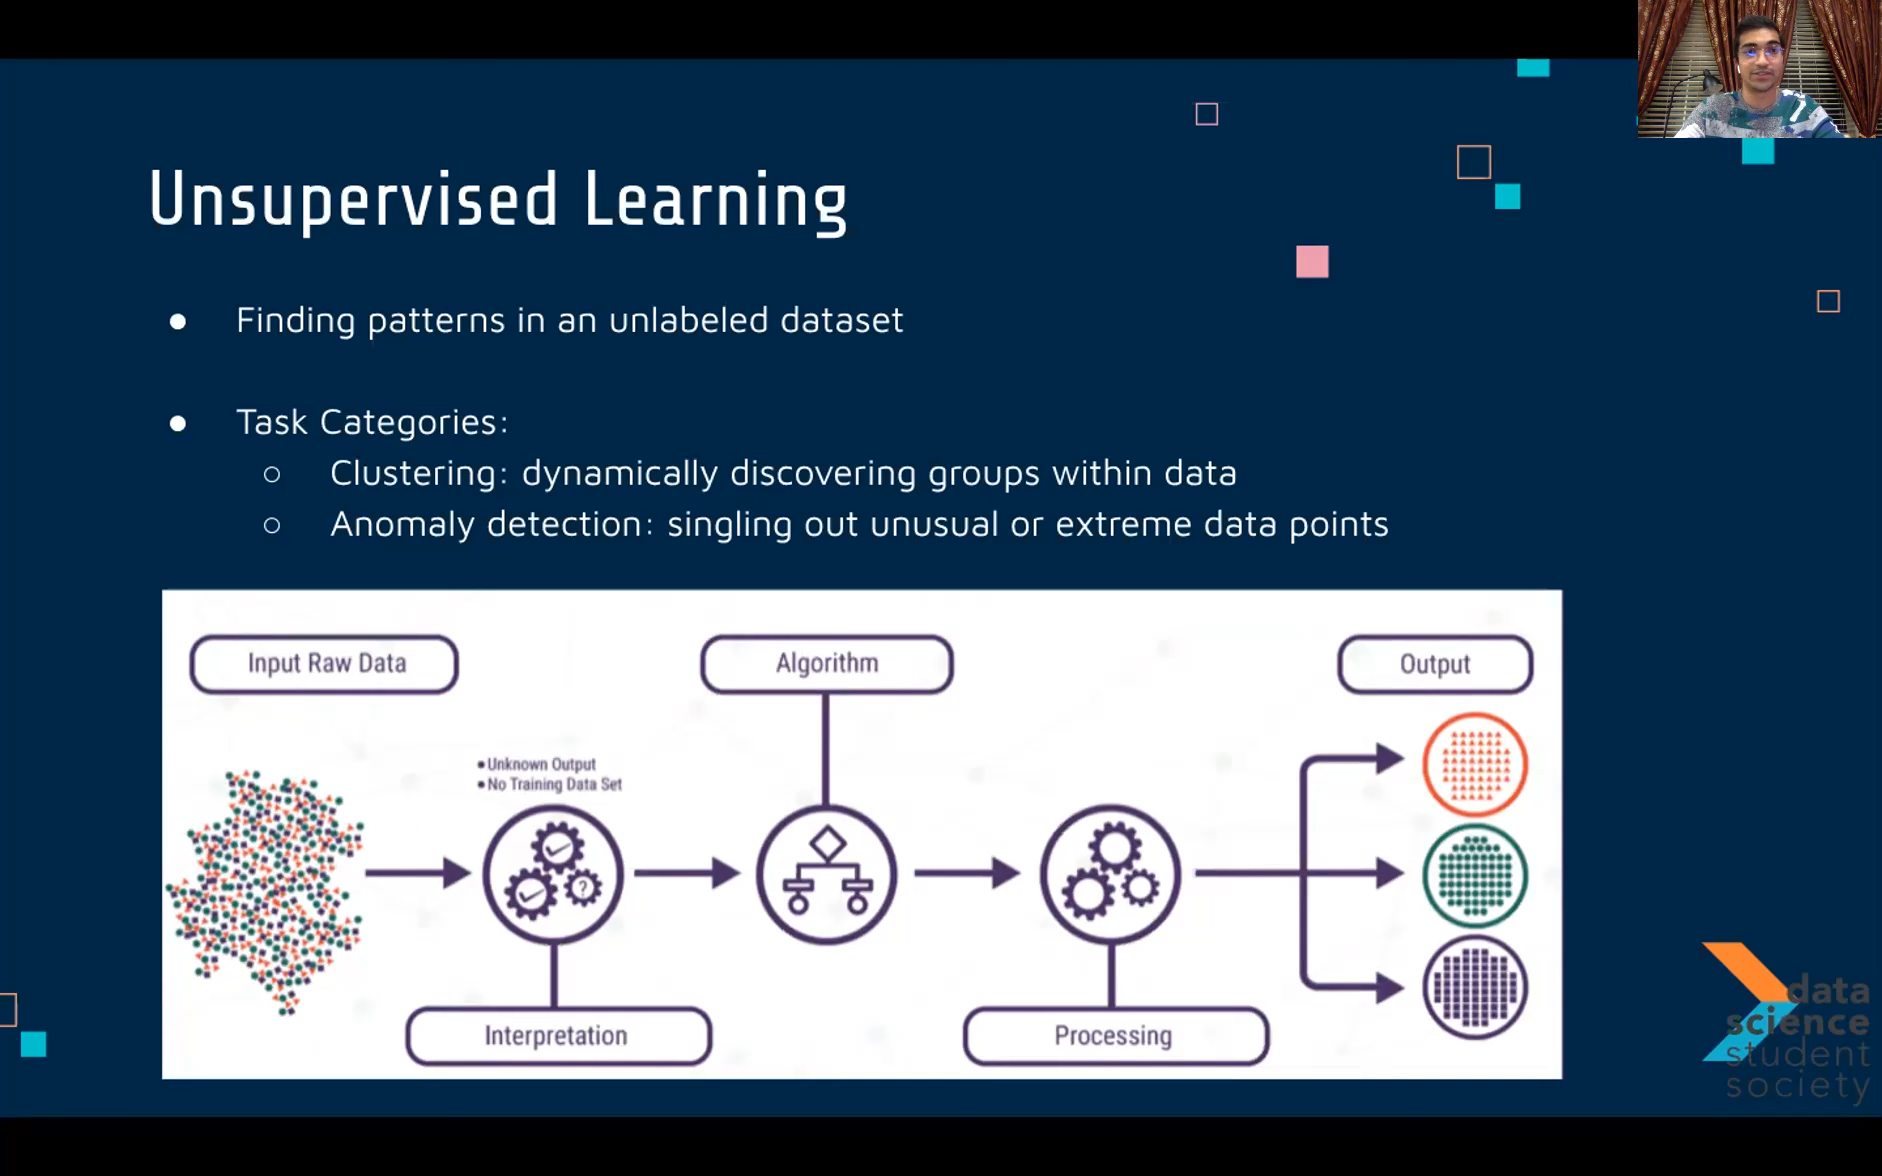 Unsupervised Learning
● Finding patterns in an unlabeled dataset
● Task Categories:
○ Clustering: dynamically discovering groups within data
○ Anomaly detection: singling out unusual or extreme data points
Input Raw Data
Algorithm
Output
• Unknown Output
• No Training Data Set
?
Interpretation
Processing
data
science
student
society